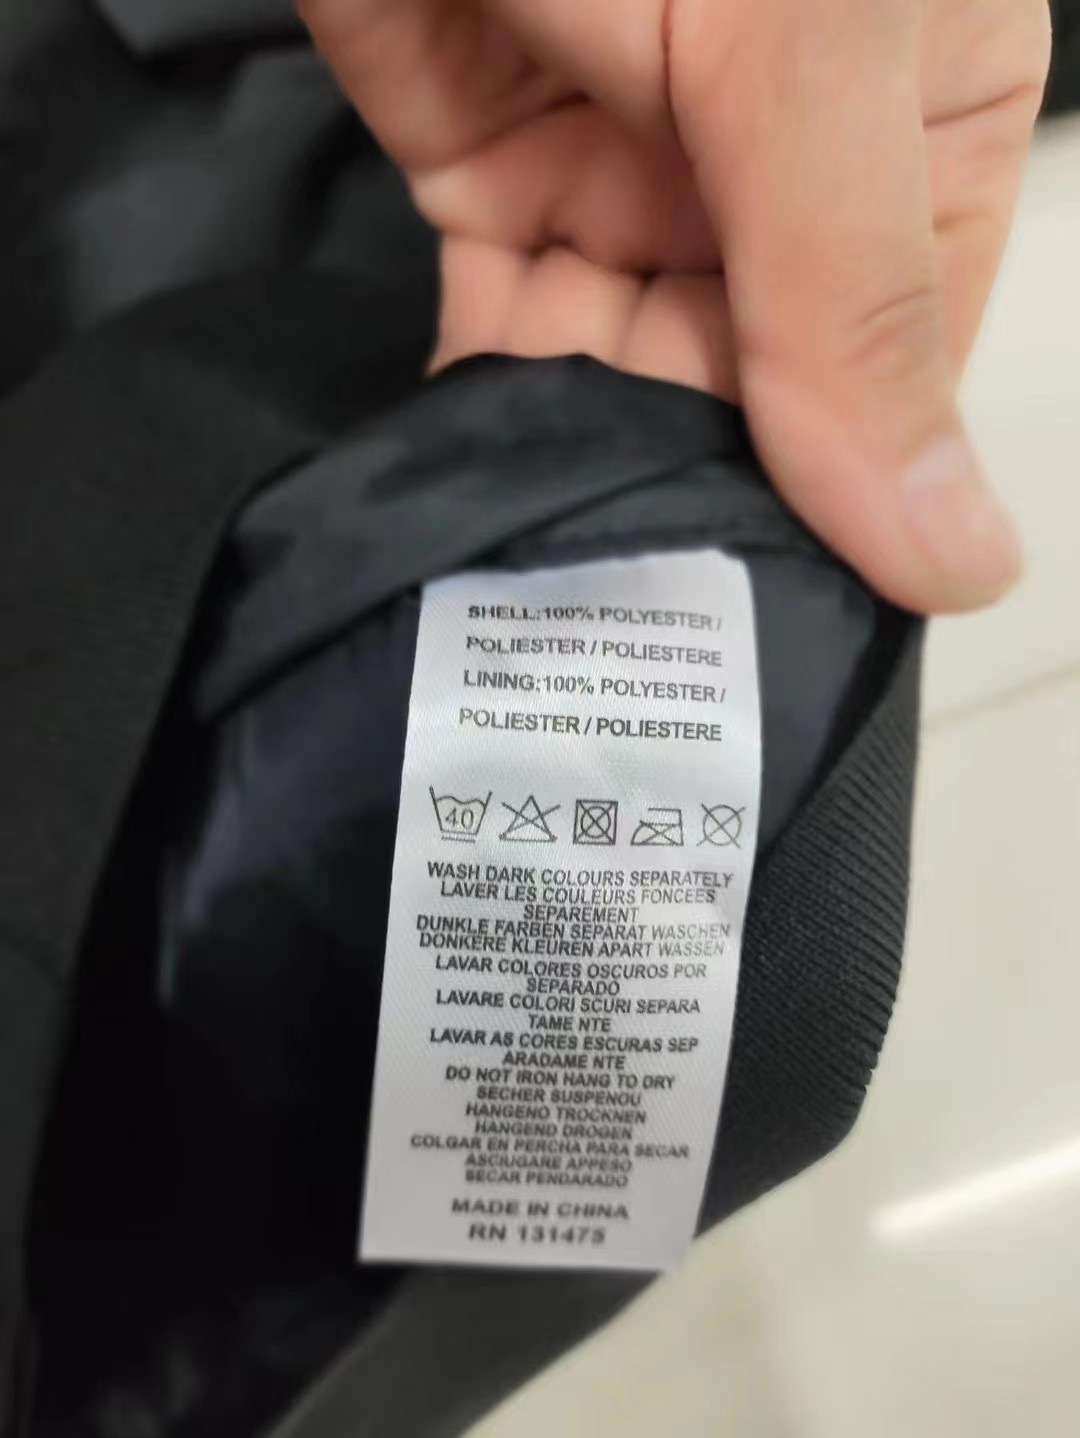 SHELL:100% POLYESTER /
POLIESTER / POLIESTERE
LINING:100% POLYESTER /
POLIESTER / POLIESTERE
40
WASH DARK COLOURS SEPARATELY
LAVER LES COULEURS FONCEES
SEPAREMENT
DUNKLE FARBEN SEPARAT WASCHEN
DONKERE KLEUREN APART WASSEN
LAVAR COLORES OSCUROS POR
SEPARADO
LAVARE COLORI SCURI SEPARA
TAME NTE
LAVAR AS CORES ESCURAS SEP
ARADAME NTE
DO NOT IRON HANG TO DRY
SECHER SUSPENOU
HANGENO TROCKNEN
HANGEND DROGEN
COLGAR EN PERCHA PARA SECAR
ASCIUGARE APPESO
SECAR PENDARADO
MADE IN CHINA
RN 131475